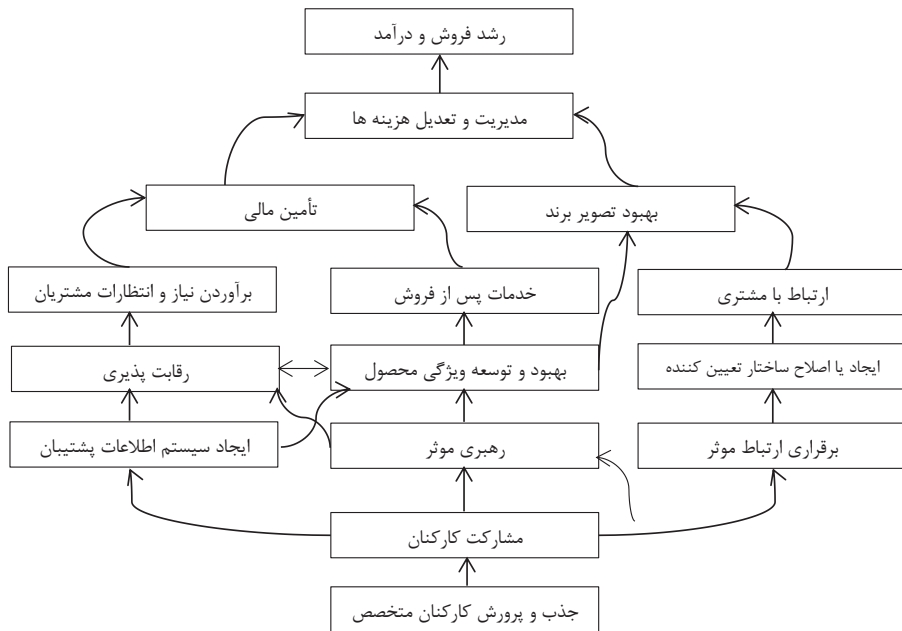 رشد فروش و درآمد
مدیریت و تعدیل هزینه ها
بهبود تصویر برند
تأمین مالی
ارتباط با مشتری
خدمات پس از فروش
برآوردن نیاز و انتظارات مشتریان
ایجاد یا اصلاح ساختار تعیین کننده
بهبود و توسعه ویژگی محصول
رقابت پذیری
برقراری ارتباط موثر
رهبری موثر
ایجاد سیستم اطلاعات پشتیبان
مشارکت کارکنان
جذب و پرورش کارکنان متخصص